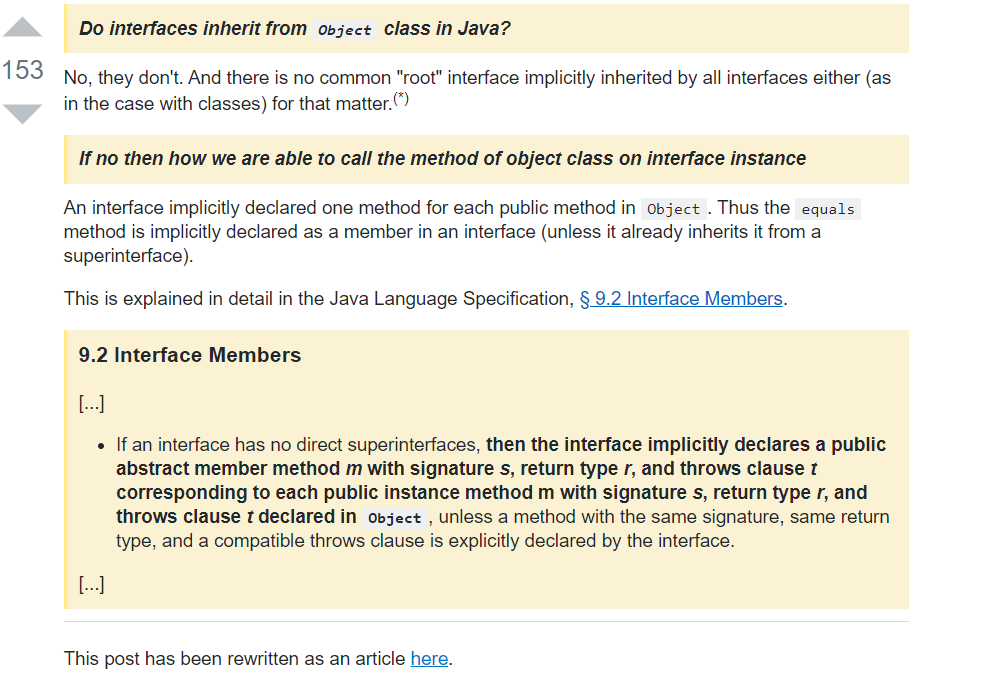 Do interfaces inherit from Object class in Java?
153
No, they don't. And there is no common "root" interface implicitly inherited by all interfaces either (as
in the case with classes) for that matter.(*)
If no then how we are able to call the method of object class on interface instance
An interface implicitly declared one method for each public method in Object. Thus the equals
method is implicitly declared as a member in an interface (unless it already inherits it from a
superinterface).
This is explained in detail in the Java Language Specification, § 9.2 Interface Members.
9.2 Interface Members
[...]
• If an interface has no direct superinterfaces, then the interface implicitly declares a public
abstract member method m with signature s, return type r, and throws clause t
corresponding to each public instance method m with signature s, return type r, and
throws clause t declared in Object, unless a method with the same signature, same return
type, and a compatible throws clause is explicitly declared by the interface.
[...]
This post has been rewritten as an article here.